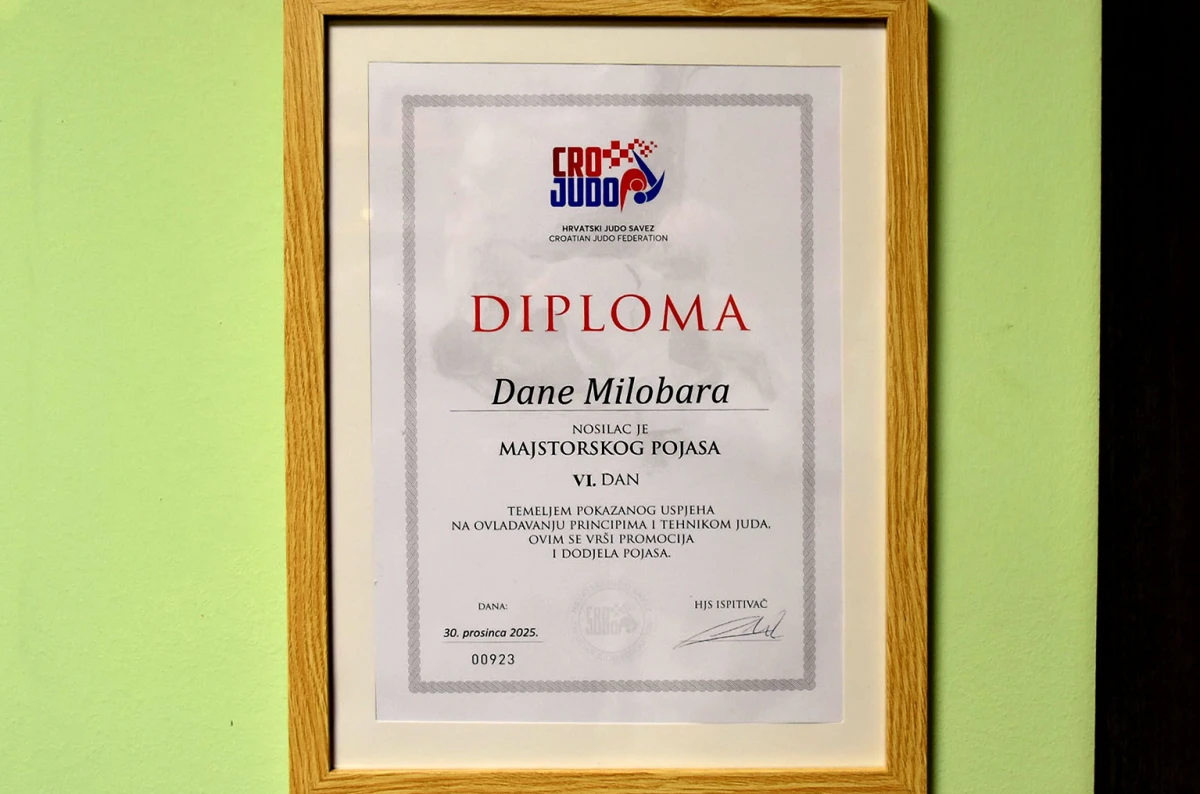 CRO
JUDO
HRVATSKI JUDO SAVEZ
CROATIAN JUDO FEDERATION
DIPLOMA
Dane Milobara
NOSILAC JE
MAJSTORSKOG POJASA
VI. DAN
TEMELJEM POKAZANOG USPJEHA
NA OVLADAVANJU PRINCIPIMA I TEHNIKOM JUDA,
OVIM SE VRŠI PROMOCIJA
I DODJELA POJASA.
DANA:
30. prosinca 2025.
00923
HJS ISPITIVAČ